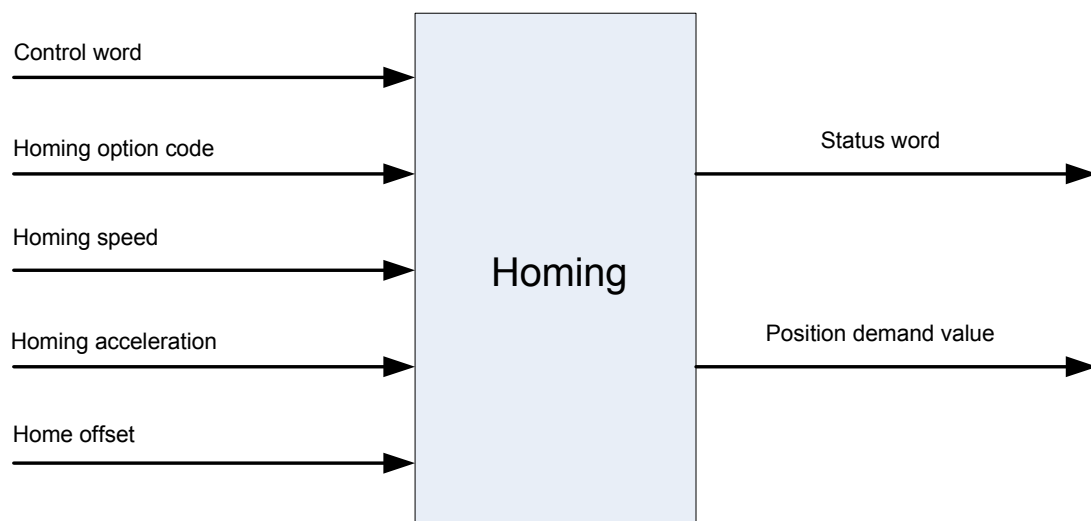 Control word
Homing option code
Homing speed
Homing acceleration
Home offset
Homing
Status word
Position demand value